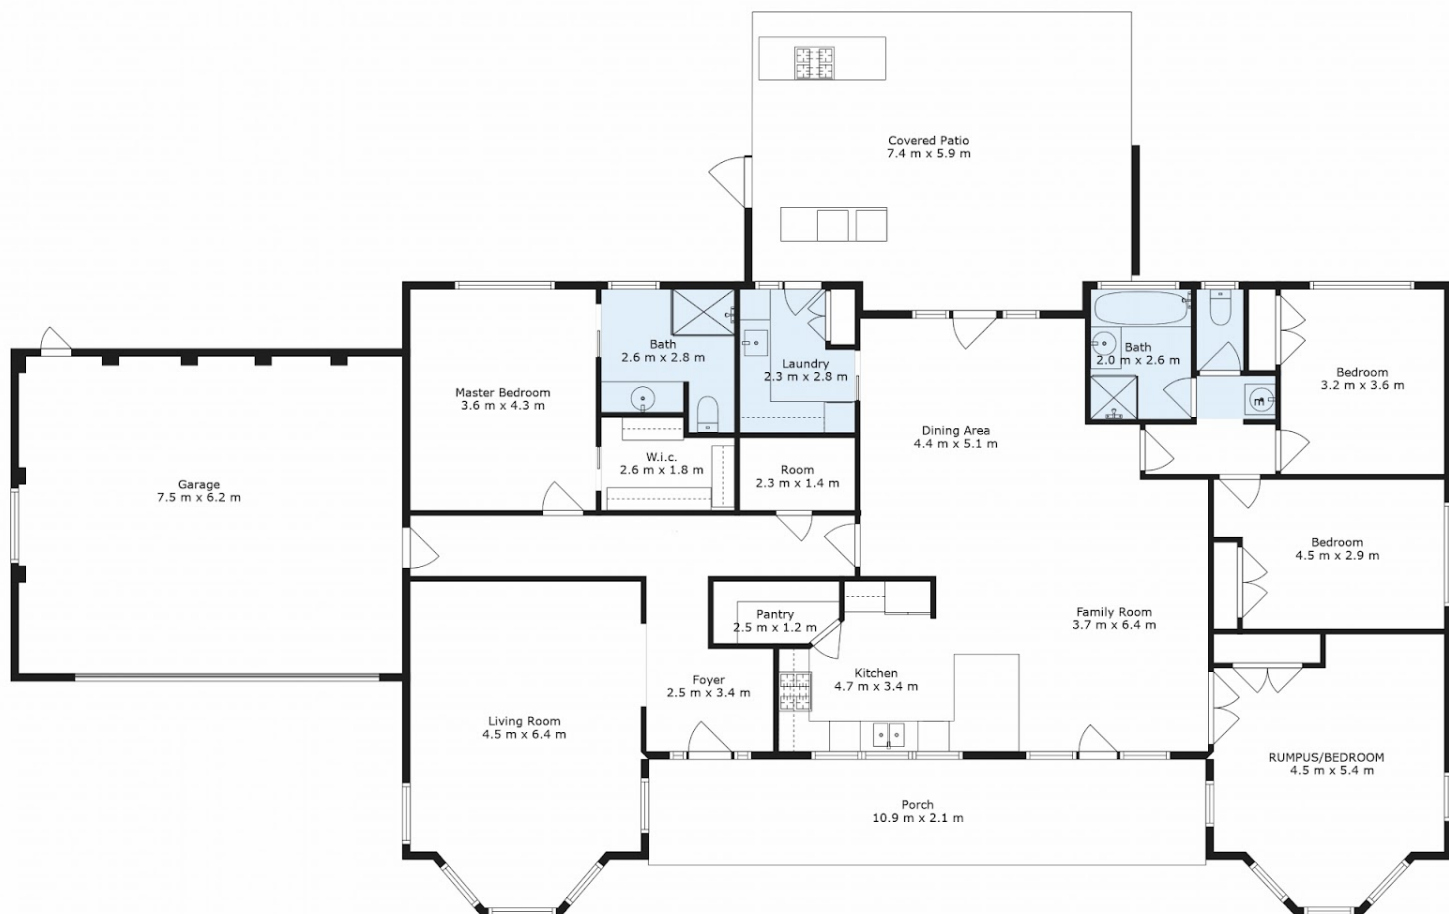 Covered Patio
7.4 m x 5.9 m
Bath
2.6 m x 2.8 m
Laundry
2.3 m x 2.8 m
Bath
2.0 m x 2.6 m
Bedroom
3.2 m x 3.6 m
Master Bedroom
3.6 m x 4.3 m
m
Dining Area
4.4 m x 5.1 m
W.i.c.
2.6 m x 1.8 m
Room
2.3 m x 1.4 m
Garage
7.5 m x 6.2 m
Bedroom
4.5 m x 2.9 m
Pantry
2.5 m x 1.2 m
Family Room
3.7 m x 6.4 m
Foyer
2.5 m x 3.4 m
Kitchen
4.7 m x 3.4 m
Living Room
4.5 m x 6.4 m
RUMPUS/BEDROOM
4.5 m x 5.4 m
Porch
10.9 m x 2.1 m